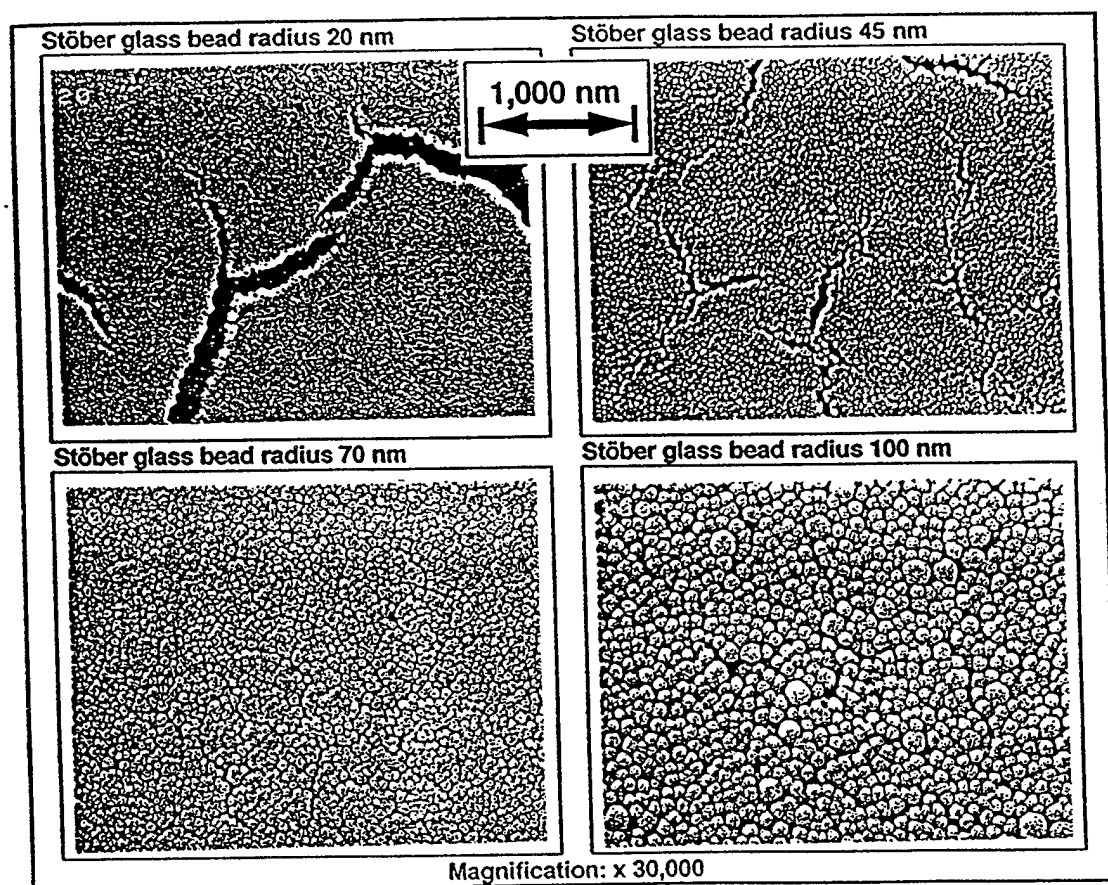 Stöber glass bead radius 20 nm
Stöber glass bead radius 45 nm
1,000 nm
Stöber glass bead radius 70 nm
Stöber glass bead radius 100 nm
Magnification: x 30,000